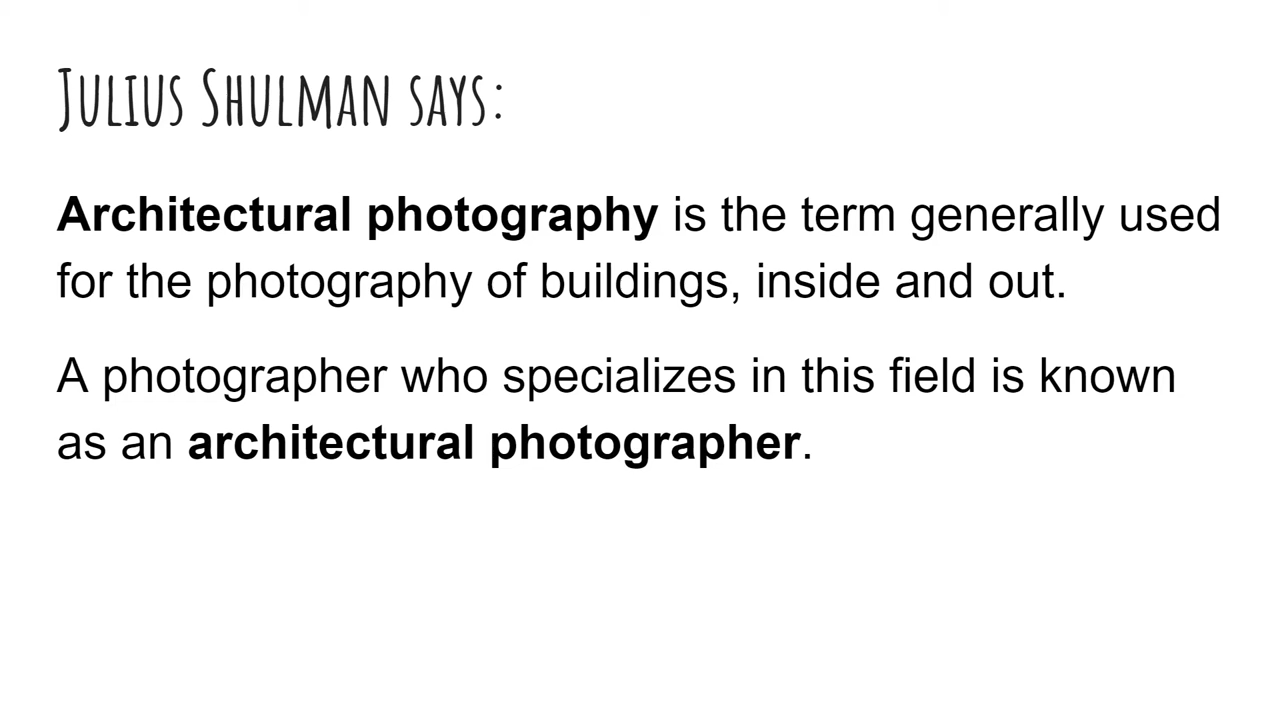 Julius Shulman says:
Architectural photography is the term generally used
for the photography of buildings, inside and out.
A photographer who specializes in this field is known
as an architectural photographer.